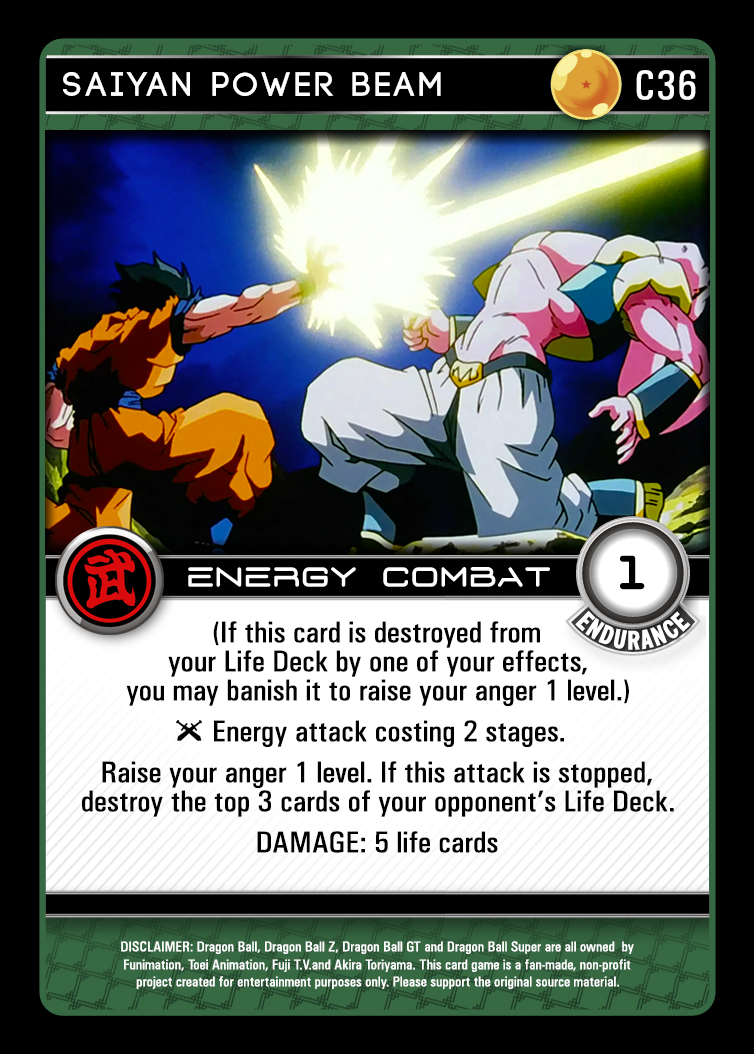 SAIYAN POWER BEAM
C36
武
ENERGY COMBAT
1
ENDURANCE
(If this card is destroyed from
your Life Deck by one of your effects,
you may banish it to raise your anger 1 level.)
Energy attack costing 2 stages.
Raise your anger 1 level. If this attack is stopped,
destroy the top 3 cards of your opponent's Life Deck.
DAMAGE: 5 life cards
DISCLAIMER: Dragon Ball, Dragon Ball Z, Dragon Ball GT and Dragon Ball Super are all owned by
Funimation, Toei Animation, Fuji T.V.and Akira Toriyama. This card game is a fan-made, non-profit
project created for entertainment purposes only. Please support the original source material.